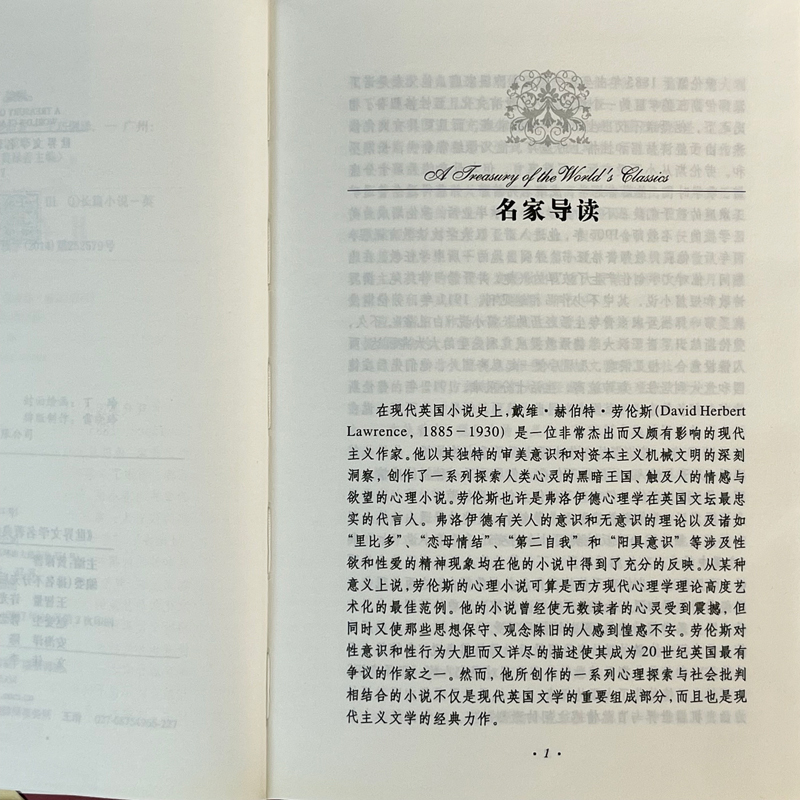 A Treasury of the World's Classics
名家导读
在现代英国小说史上，戴维·赫伯特·劳伦斯(David Herbert
Lawrence, 1885－1930) 是一位非常杰出而又颇有影响的现代
主义作家。他以其独特的审美意识和对资本主义机械文明的深刻
洞察，创作了一系列探索人类心灵的黑暗王国、触及人的情感与
欲望的心理小说。劳伦斯也许是弗洛伊德心理学在英国文坛最忠
实的代言人。弗洛伊德有关人的意识和无意识的理论以及诸如
“里比多”、“恋母情结”、“第二自我” 和 “阳具意识” 等涉及性
欲和性爱的精神现象均在他的小说中得到了充分的反映。从某种
意义上说，劳伦斯的心理小说可算是西方现代心理学理论高度艺
术化的最佳范例。他的小说曾经使无数读者的心灵受到震撼，但
同时又使那些思想保守、观念陈旧的人感到惶惑不安。劳伦斯对
性意识和性行为大胆而又详尽的描述使其成为 20 世纪英国最有
争议的作家之一。然而，他所创作的一系列心理探索与社会批判
相结合的小说不仅是现代英国文学的重要组成部分，而且也是现
代主义文学的经典力作。
· 1 ·